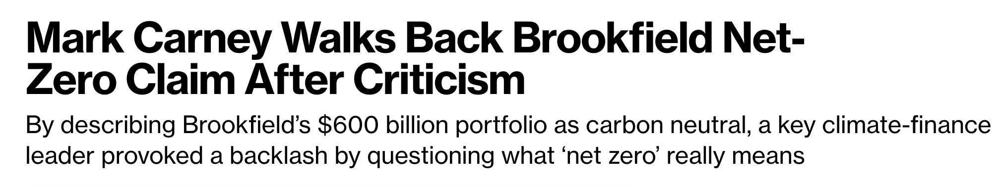 Mark Carney Walks Back Brookfield Net-
Zero Claim After Criticism
By describing Brookfield’s $600 billion portfolio as carbon neutral, a key climate-finance
leader provoked a backlash by questioning what ‘net zero’ really means